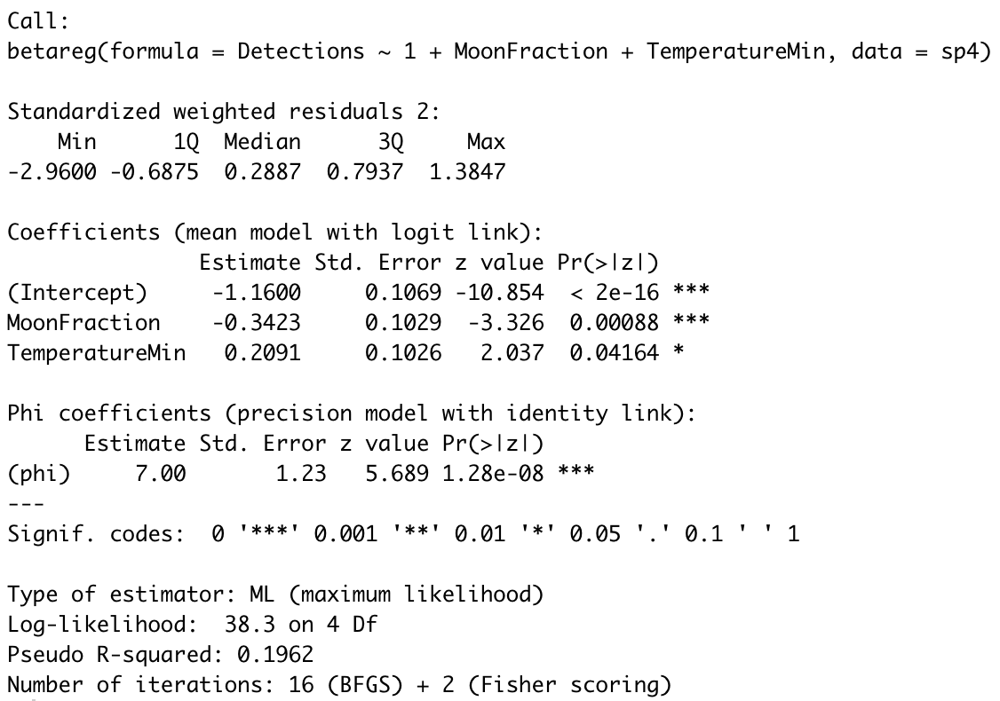 Call:
betareg(formula = Detections ~ 1 + MoonFraction + TemperatureMin, data = sp4)

Standardized weighted residuals 2:
    Min      1Q  Median      3Q     Max
-2.9600 -0.6875  0.2887  0.7937  1.3847

Coefficients (mean model with logit link):
               Estimate Std. Error z value Pr(>|z|)
(Intercept)     -1.1600     0.1069 -10.854  < 2e-16 ***
MoonFraction    -0.3423     0.1029  -3.326  0.00088 ***
TemperatureMin   0.2091     0.1026   2.037  0.04164 *

Phi coefficients (precision model with identity link):
      Estimate Std. Error z value Pr(>|z|)
(phi)     7.00       1.23   5.689 1.28e-08 ***
---
Signif. codes:  0 '***' 0.001 '**' 0.01 '*' 0.05 '.' 0.1 ' ' 1

Type of estimator: ML (maximum likelihood)
Log-likelihood:  38.3 on 4 Df
Pseudo R-squared: 0.1962
Number of iterations: 16 (BFGS) + 2 (Fisher scoring)